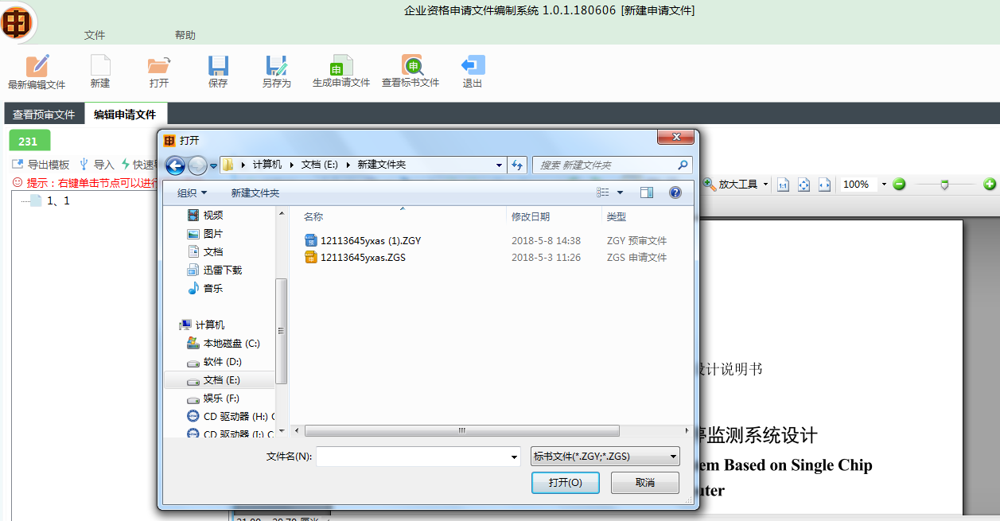 企业资格申请文件编制系统 1.0.1.180606 [新建申请文件]
申
文件 帮助
最新编辑文件 新建 打开 保存 另存为 生成申请文件 查看标书文件 退出
查看预审文件 编辑申请文件
231
导出模板 导入 快速
提示：右键单击节点可以进行
1、1
打开
计算机 文档 (E:) 新建文件夹
搜索 新建文件夹
组织 新建文件夹
视频
图片
文档
迅雷下载
音乐
计算机
本地磁盘 (C:)
软件 (D:)
文档 (E:)
娱乐 (F:)
CD 驱动器 (H:)
CD 驱动器 (I:)
名称 修改日期 类型
12113645yxas (1).ZGY 2018-5-8 14:38 ZGY 预审文件
12113645yxas.ZGS 2018-5-3 11:26 ZGS 申请文件
文件名(N):
标书文件(*.ZGY;*.ZGS)
打开(O) 取消
放大工具 1:1 100%
设计说明书
监测系统设计
em Based on Single Chip
uter